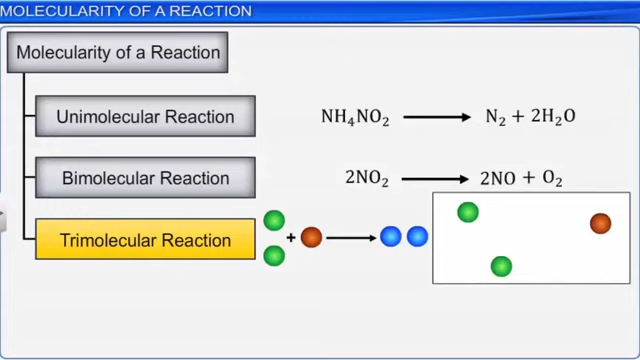 MOLECULARITY OF A REACTION
Molecularity of a Reaction
Unimolecular Reaction
NH₄NO₂ ⟶ N₂ + 2H₂O
Bimolecular Reaction
2NO₂ ⟶ 2NO + O₂
Trimolecular Reaction
+ ⟶